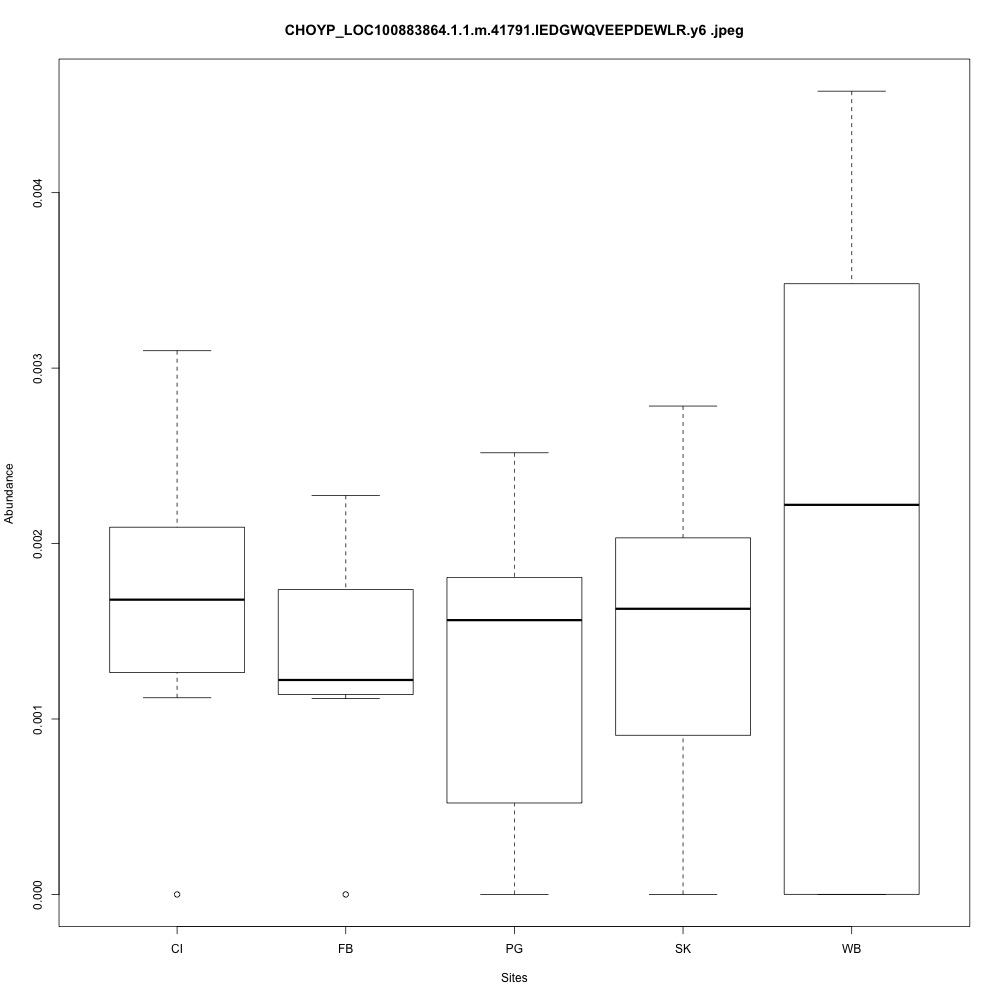 CHOYP_LOC100883864.1.1.m.41791.IEDGWQVEEPDEWLR.y6 .jpeg
Abundance
0.004
0.003
0.002
0.001
0.000
CI FB PG SK WB
Sites